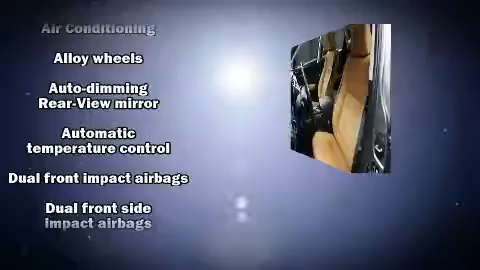 Air Conditioning
Alloy wheels
Auto-dimming
Rear-View mirror
Automatic
temperature control
Dual front impact airbags
Dual front side
impact airbags